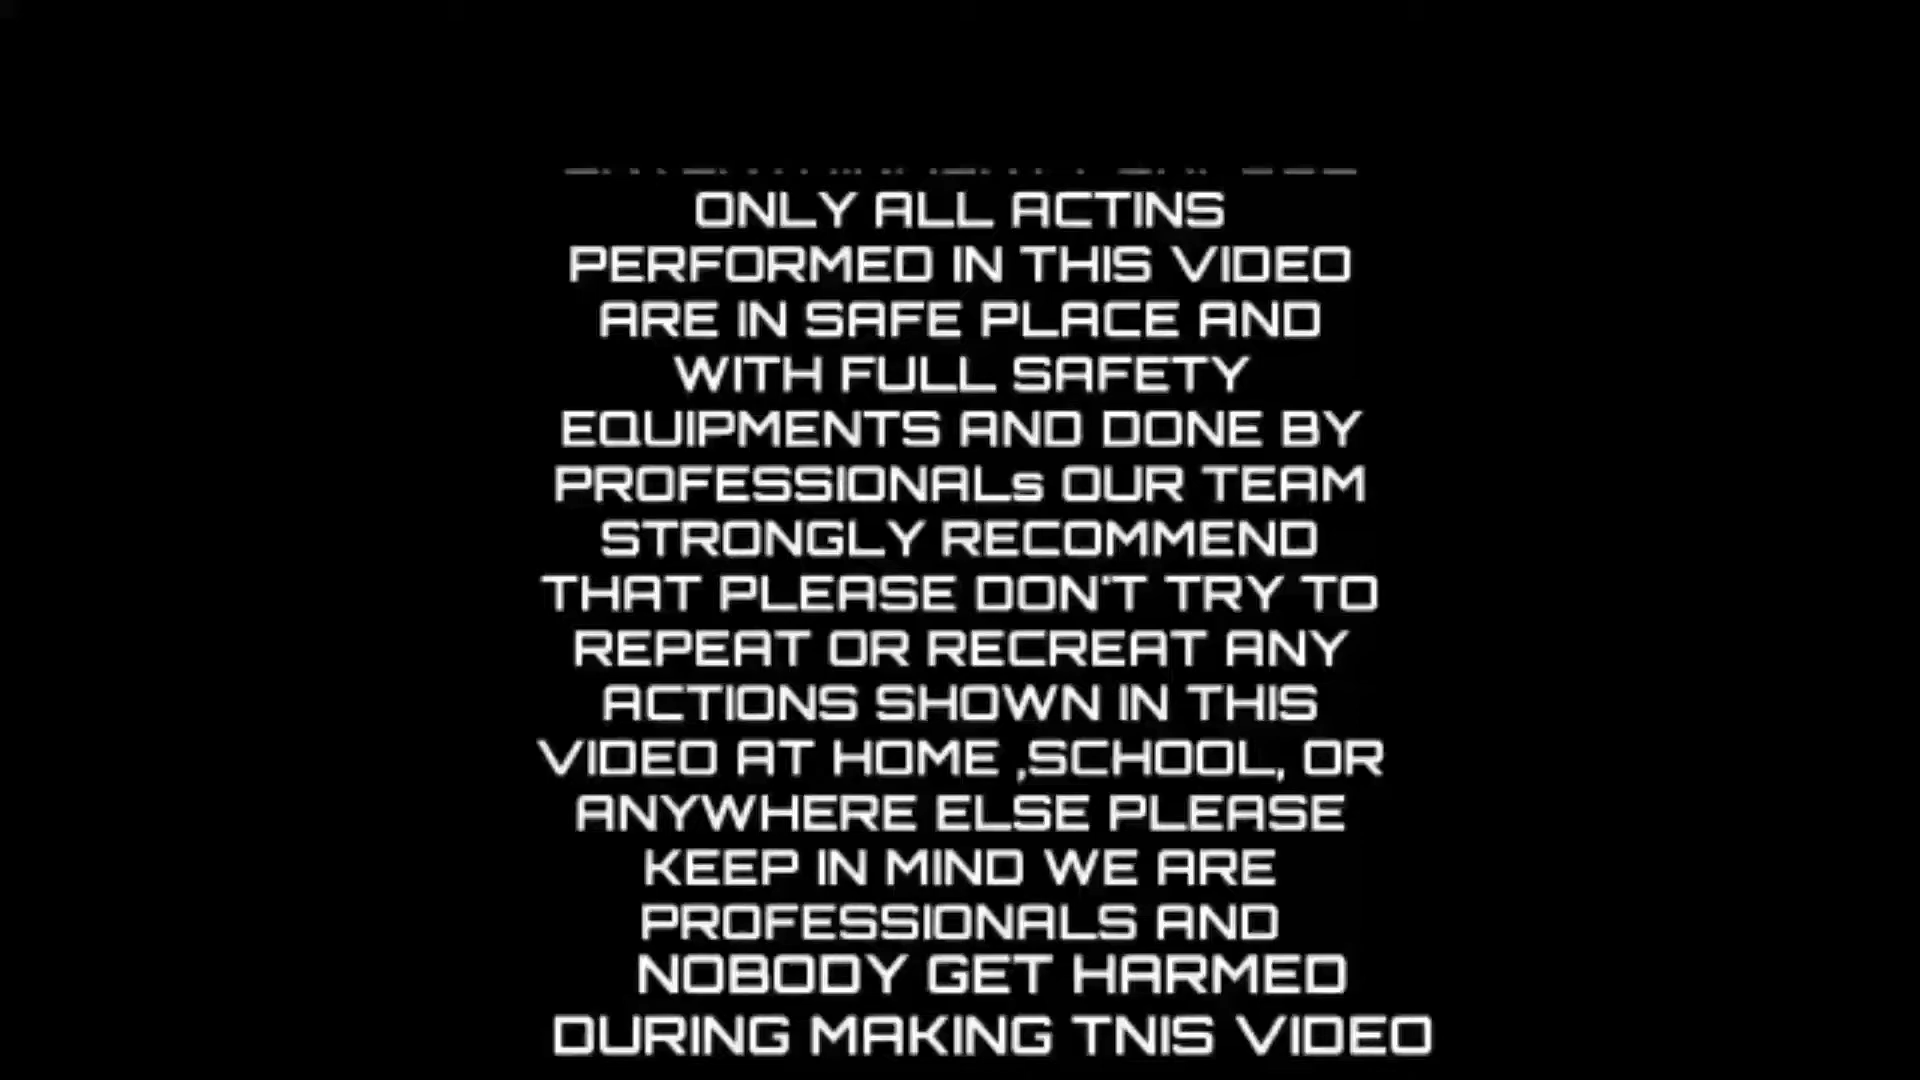 ONLY ALL ACTINS
PERFORMED IN THIS VIDEO
ARE IN SAFE PLACE AND
WITH FULL SAFETY
EQUIPMENTS AND DONE BY
PROFESSIONALs OUR TEAM
STRONGLY RECOMMEND
THAT PLEASE DON'T TRY TO
REPEAT OR RECREAT ANY
ACTIONS SHOWN IN THIS
VIDEO AT HOME ,SCHOOL, OR
ANYWHERE ELSE PLEASE
KEEP IN MIND WE ARE
PROFESSIONALS AND
NOBODY GET HARMED
DURING MAKING TNIS VIDEO